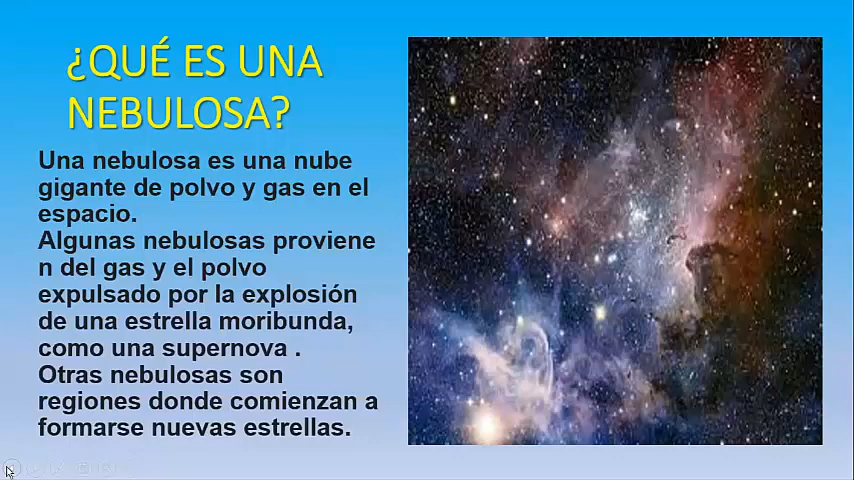 ¿QUÉ ES UNA
NEBULOSA?
Una nebulosa es una nube
gigante de polvo y gas en el
espacio.
Algunas nebulosas proviene
n del gas y el polvo
expulsado por la explosión
de una estrella moribunda,
como una supernova .
Otras nebulosas son
regiones donde comienzan a
formarse nuevas estrellas.